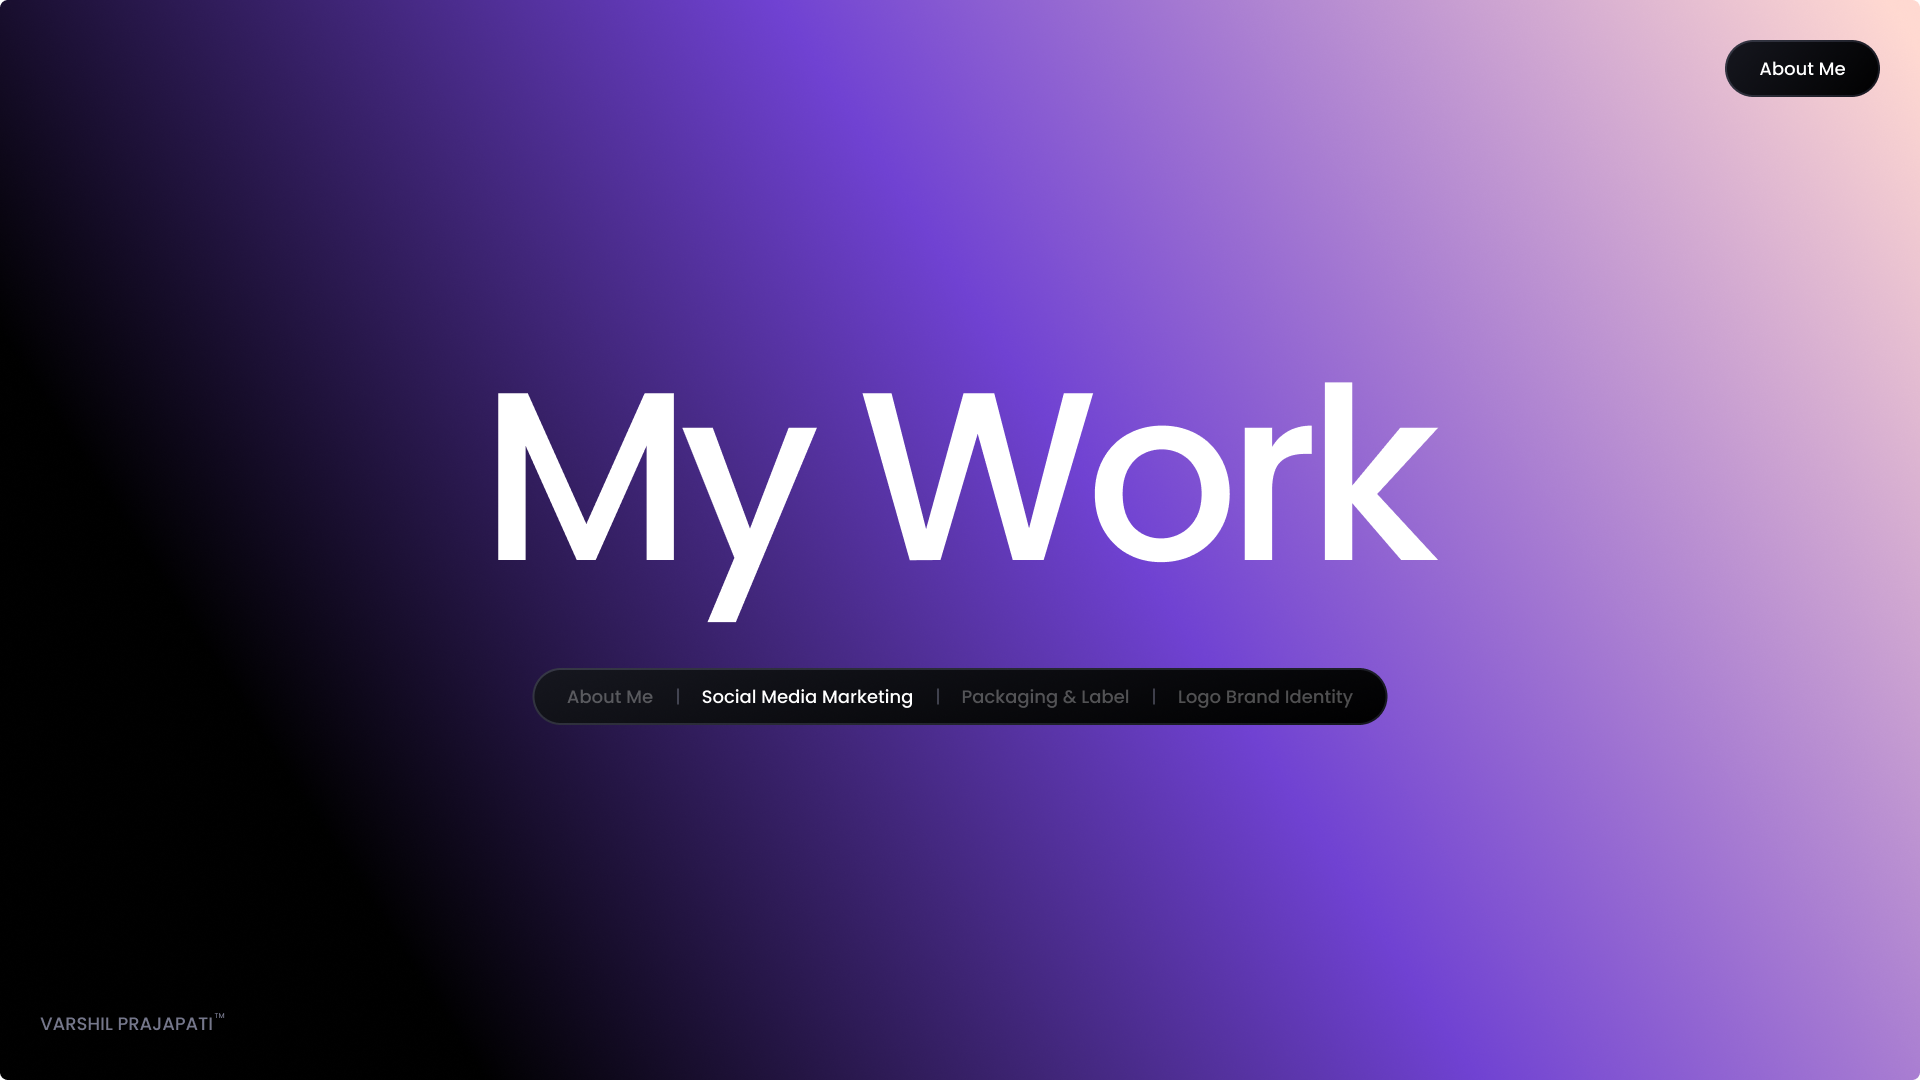 About Me
My Work
About Me | Social Media Marketing | Packaging & Label | Logo Brand Identity
VARSHIL PRAJAPATI™